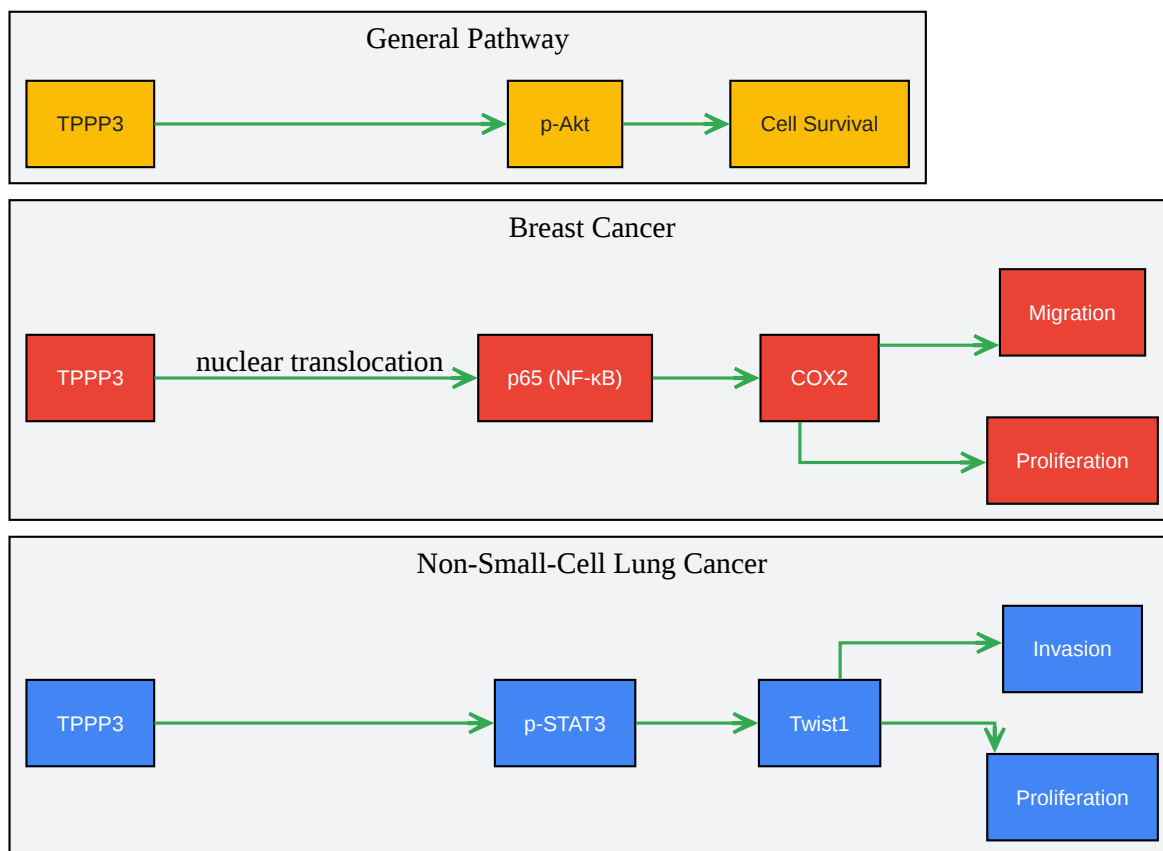 General Pathway
TPPP3
p-Akt
Cell Survival
Breast Cancer
TPPP3
nuclear translocation
p65 (NF-κB)
COX2
Migration
Proliferation
Non-Small-Cell Lung Cancer
TPPP3
p-STAT3
Twist1
Invasion
Proliferation